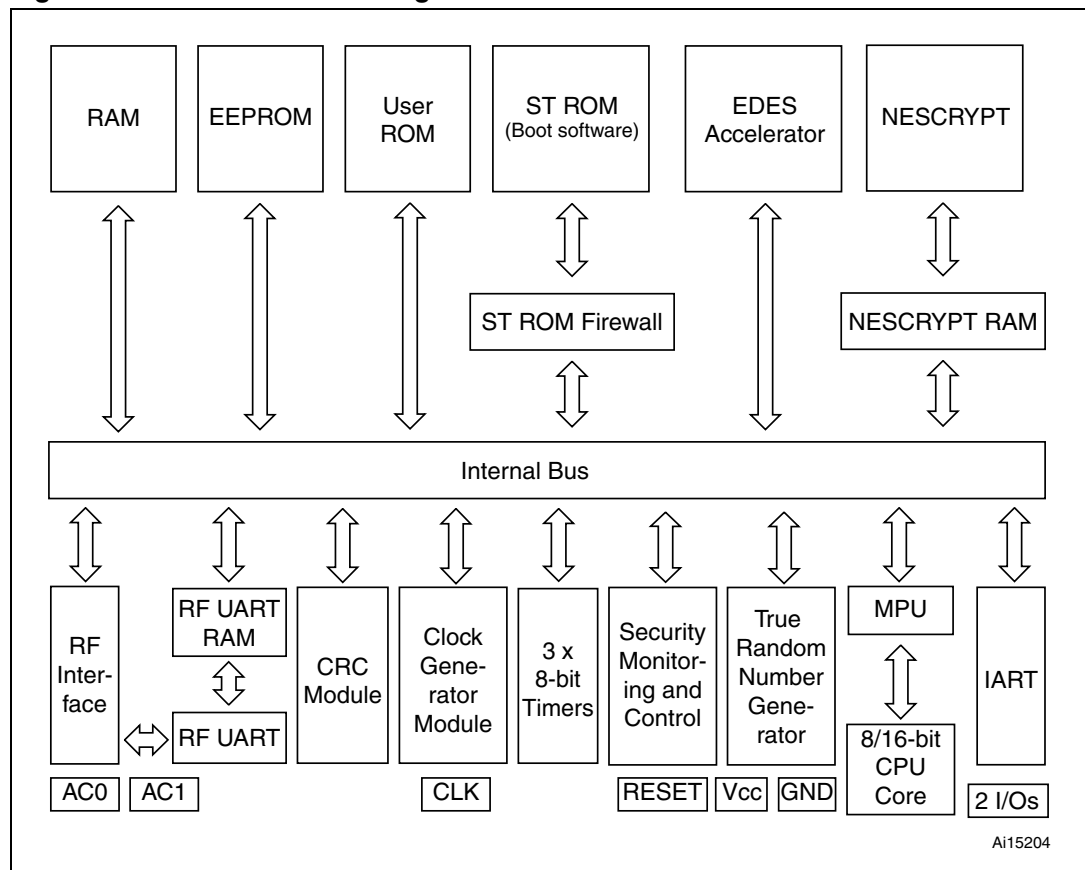 RAM
EEPROM
User
ROM
ST ROM
(Boot software)
EDES
Accelerator
NESCRYPT
ST ROM Firewall
NESCRYPT RAM
Internal Bus
RF
Inter-
face
RF UART
RAM
RF UART
CRC
Module
Clock
Gene-
rator
Module
3 x
8-bit
Timers
Security
Monitor-
ing and
Control
True
Random
Number
Gene-
rator
MPU
8/16-bit
CPU
Core
IART
AC0
AC1
CLK
RESET
Vcc
GND
2 I/Os
Ai15204